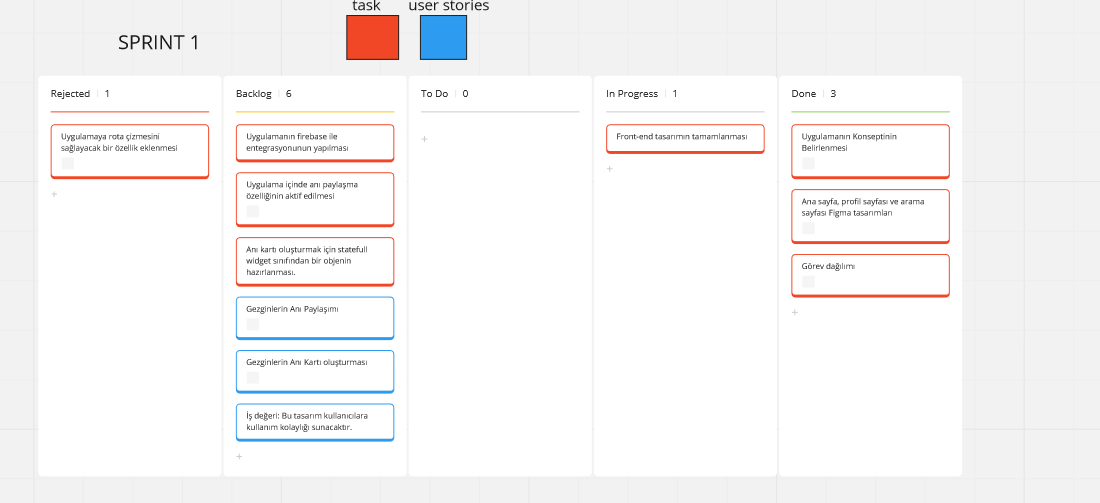 task
user stories
SPRINT 1
Rejected 1
Uygulamaya rota çizmesini
sağlayacak bir özellik eklenmesi
Backlog 6
Uygulamanın firebase ile
entegrasyonunun yapılması
Uygulama içinde anı paylaşma
özelliğinin aktif edilmesi
Anı kartı oluşturmak için statefull
widget sınıfından bir objenin
hazırlanması.
Gezginlerin Anı Paylaşımı
Gezginlerin Anı Kartı oluşturması
İş değeri: Bu tasarım kullanıcılara
kullanım kolaylığı sunacaktır.
To Do 0
In Progress 1
Front-end tasarımın tamamlanması
Done 3
Uygulamanın Konseptinin
Belirlenmesi
Ana sayfa, profil sayfası ve arama
sayfası Figma tasarımları
Görev dağılımı